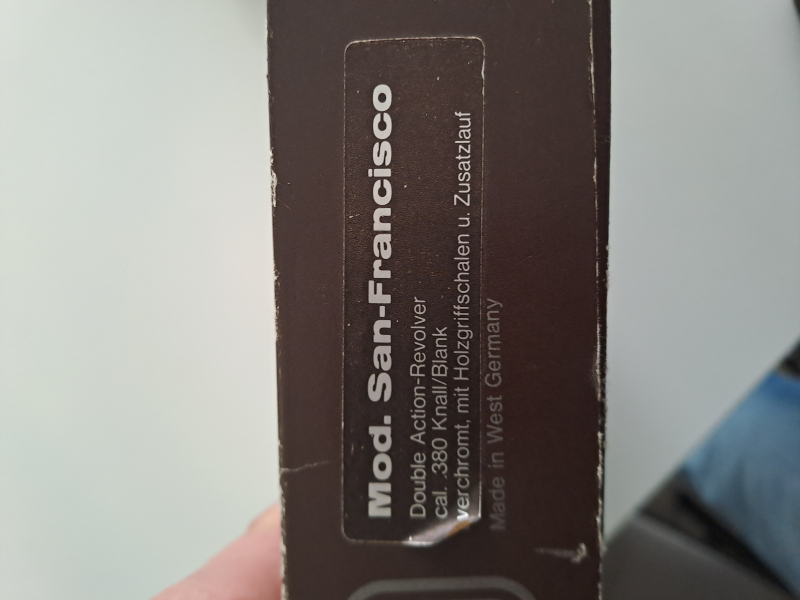 Mod. San-Francisco
Double Action-Revolver
cal. .380 Knall/Blank
verchromt, mit Holzgriffschalen u. Zusatzlauf
Made in West Germany